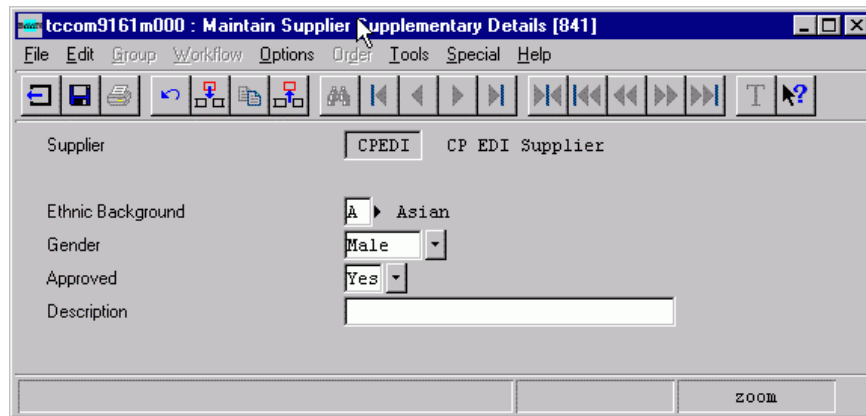 tccom9161m000 : Maintain Supplier Supplementary Details [841]
File Edit Group Workflow Options Order Tools Special Help
T ?
Supplier CPEDI CP EDI Supplier
Ethnic Background A Asian
Gender Male
Approved Yes
Description
zoom